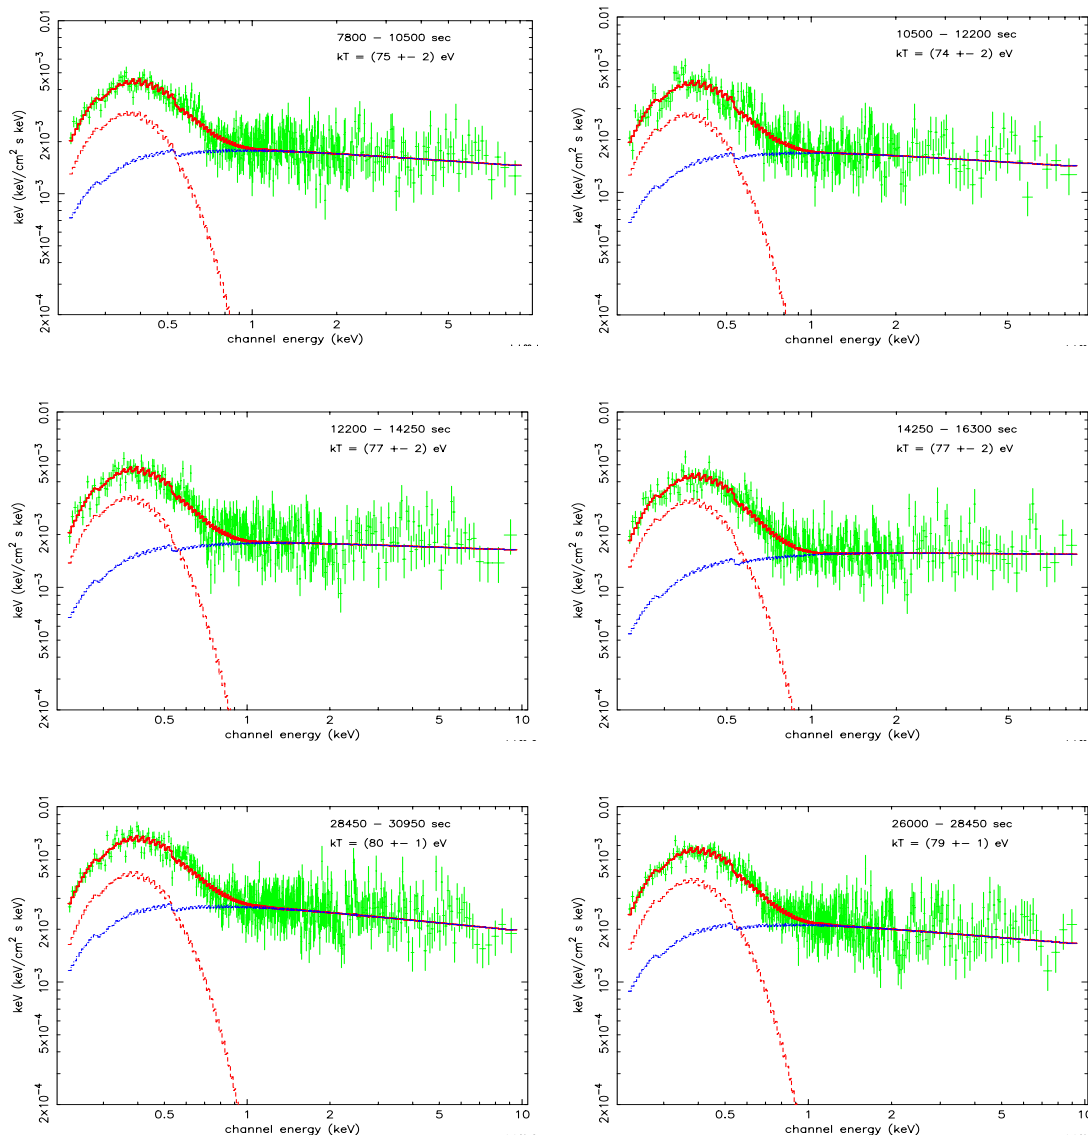 7800 − 10500 sec
kT = (75 +− 2) eV
0.01
5×10⁻³
2×10⁻³
10⁻³
5×10⁻⁴
2×10⁻⁴
keV (keV/cm² s keV)
0.5 1 2 5
channel energy (keV)
10500 − 12200 sec
kT = (74 +− 2) eV
0.01
5×10⁻³
2×10⁻³
10⁻³
5×10⁻⁴
2×10⁻⁴
keV (keV/cm² s keV)
0.5 1 2 5
channel energy (keV)
12200 − 14250 sec
kT = (77 +− 2) eV
0.01
5×10⁻³
2×10⁻³
10⁻³
5×10⁻⁴
2×10⁻⁴
keV (keV/cm² s keV)
0.5 1 2 5 10
channel energy (keV)
14250 − 16300 sec
kT = (77 +− 2) eV
0.01
5×10⁻³
2×10⁻³
10⁻³
5×10⁻⁴
2×10⁻⁴
keV (keV/cm² s keV)
0.5 1 2 5
channel energy (keV)
28450 − 30950 sec
kT = (80 +− 1) eV
0.01
5×10⁻³
2×10⁻³
10⁻³
5×10⁻⁴
2×10⁻⁴
keV (keV/cm² s keV)
0.5 1 2 5 10
channel energy (keV)
26000 − 28450 sec
kT = (79 +− 1) eV
0.01
5×10⁻³
2×10⁻³
10⁻³
5×10⁻⁴
2×10⁻⁴
keV (keV/cm² s keV)
0.5 1 2 5 10
channel energy (keV)